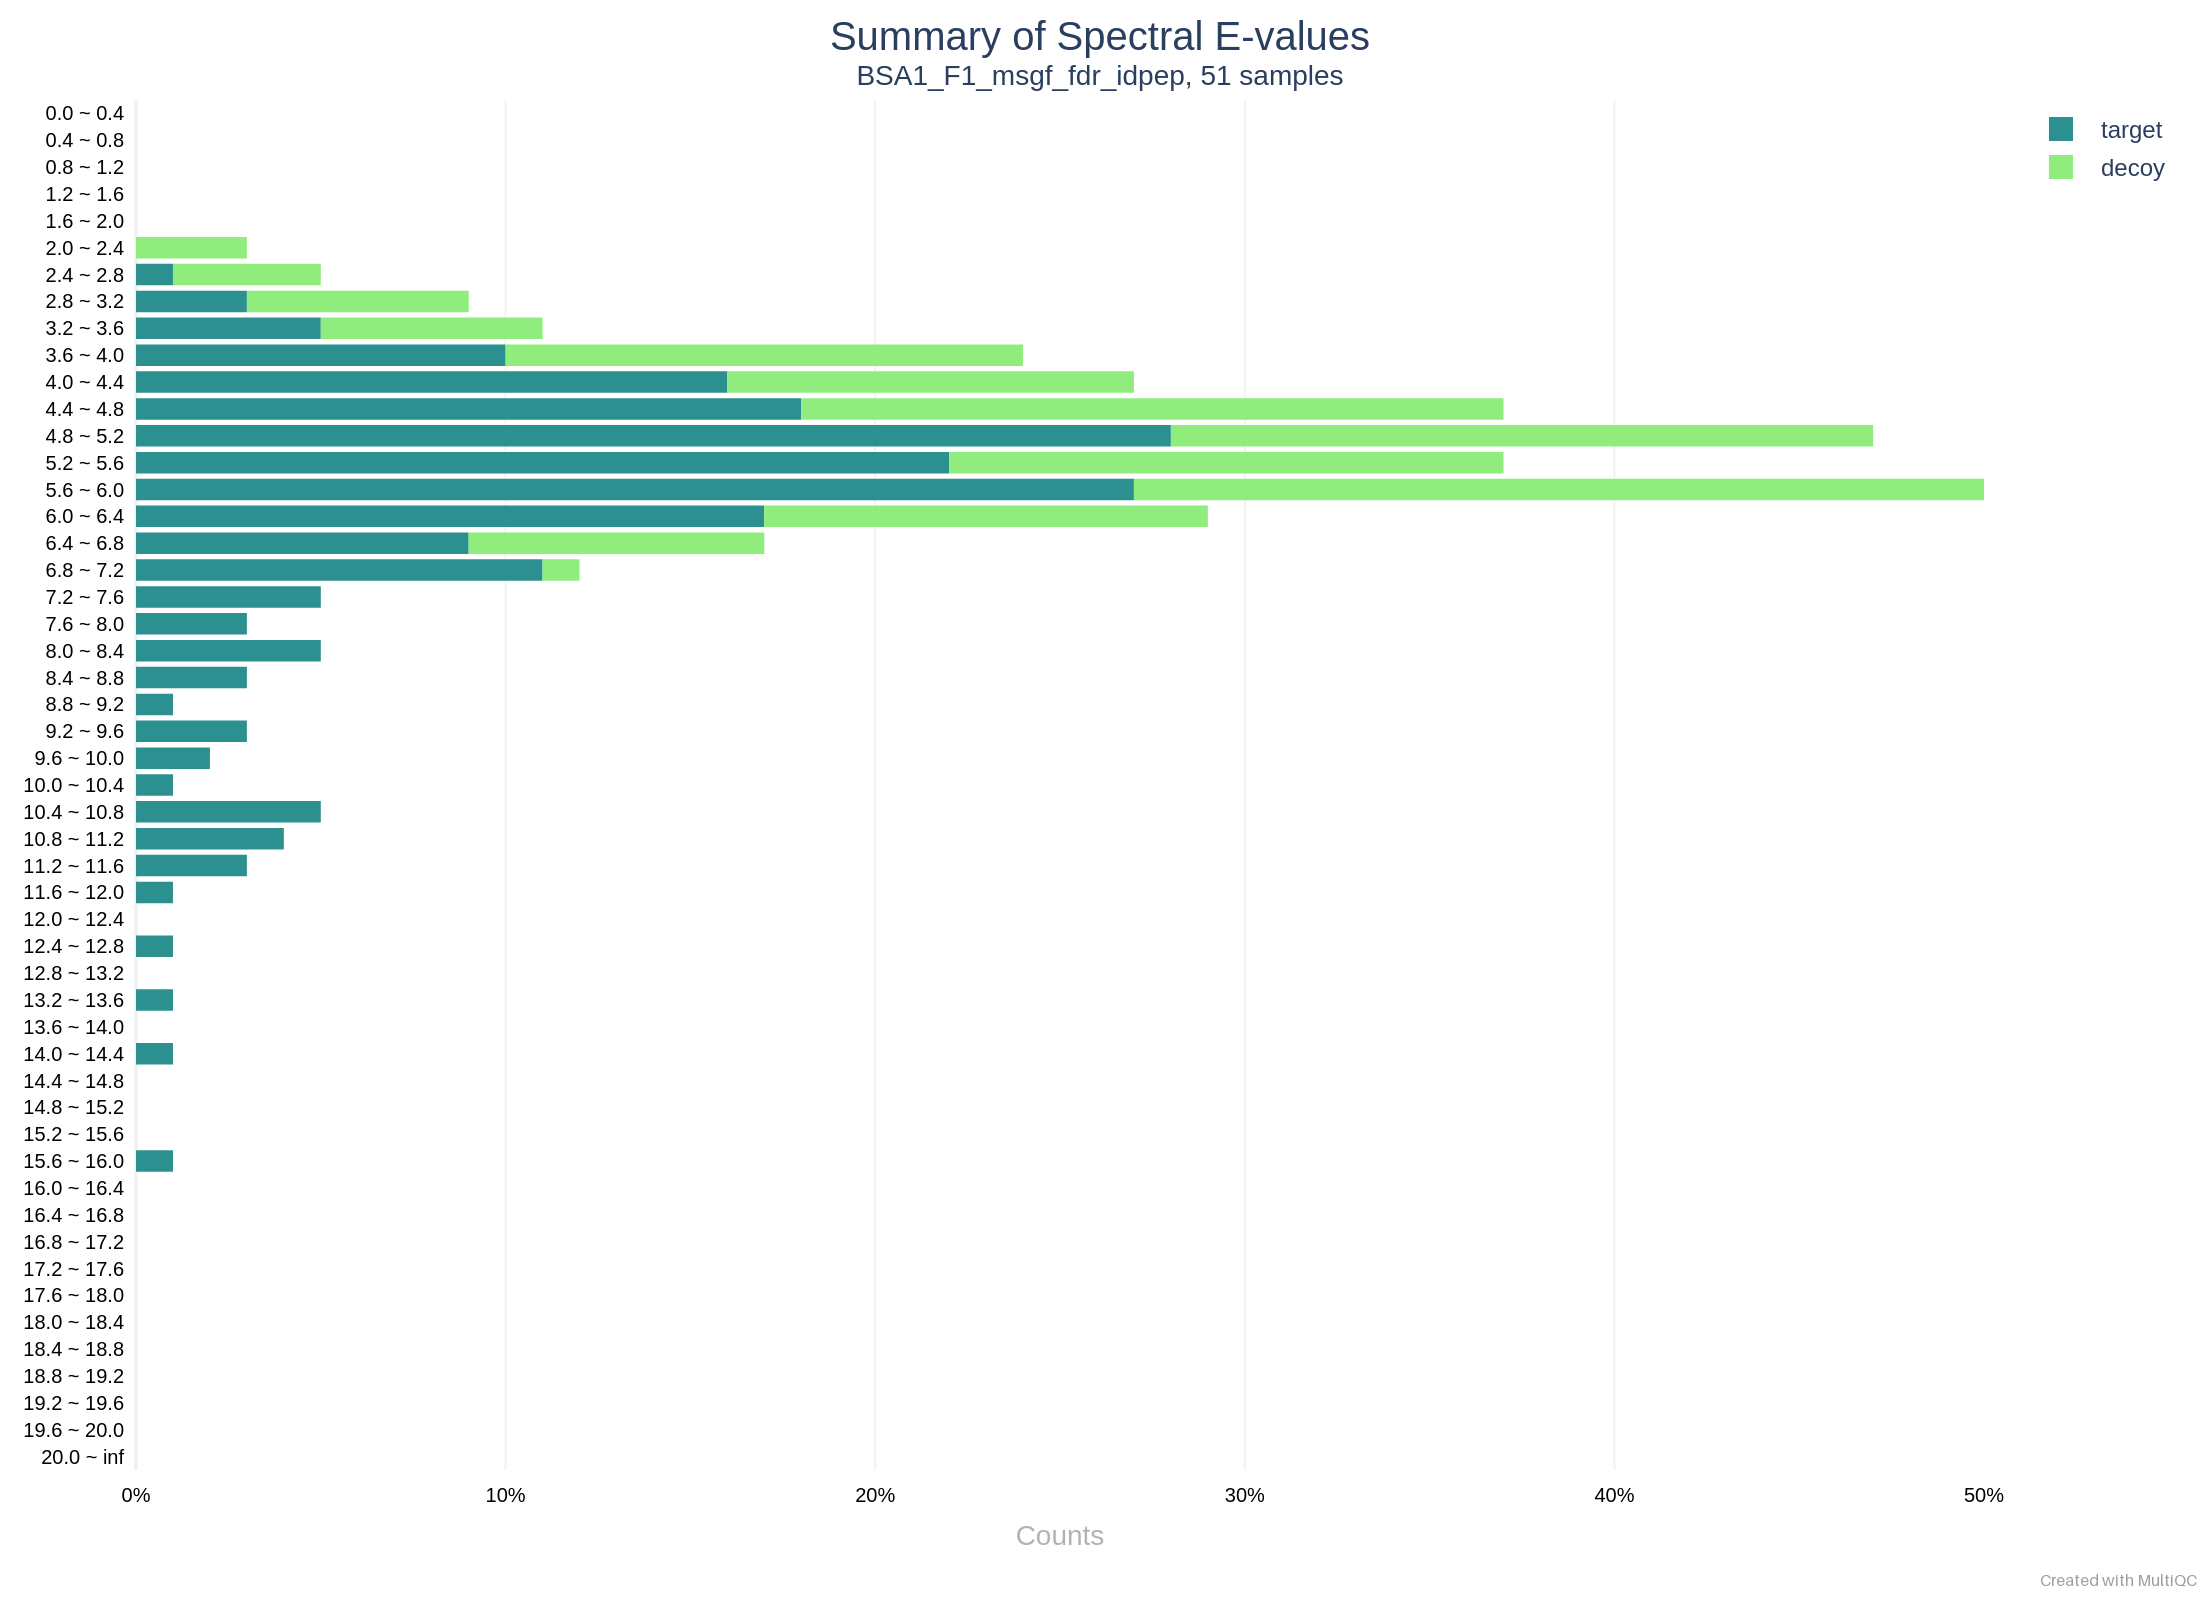 Summary of Spectral E-values
BSA1_F1_msgf_fdr_idpep, 51 samples
target
decoy
0.0 ~ 0.4
0.4 ~ 0.8
0.8 ~ 1.2
1.2 ~ 1.6
1.6 ~ 2.0
2.0 ~ 2.4
2.4 ~ 2.8
2.8 ~ 3.2
3.2 ~ 3.6
3.6 ~ 4.0
4.0 ~ 4.4
4.4 ~ 4.8
4.8 ~ 5.2
5.2 ~ 5.6
5.6 ~ 6.0
6.0 ~ 6.4
6.4 ~ 6.8
6.8 ~ 7.2
7.2 ~ 7.6
7.6 ~ 8.0
8.0 ~ 8.4
8.4 ~ 8.8
8.8 ~ 9.2
9.2 ~ 9.6
9.6 ~ 10.0
10.0 ~ 10.4
10.4 ~ 10.8
10.8 ~ 11.2
11.2 ~ 11.6
11.6 ~ 12.0
12.0 ~ 12.4
12.4 ~ 12.8
12.8 ~ 13.2
13.2 ~ 13.6
13.6 ~ 14.0
14.0 ~ 14.4
14.4 ~ 14.8
14.8 ~ 15.2
15.2 ~ 15.6
15.6 ~ 16.0
16.0 ~ 16.4
16.4 ~ 16.8
16.8 ~ 17.2
17.2 ~ 17.6
17.6 ~ 18.0
18.0 ~ 18.4
18.4 ~ 18.8
18.8 ~ 19.2
19.2 ~ 19.6
19.6 ~ 20.0
20.0 ~ inf
0% 10% 20% 30% 40% 50%
Counts
Created with MultiQC